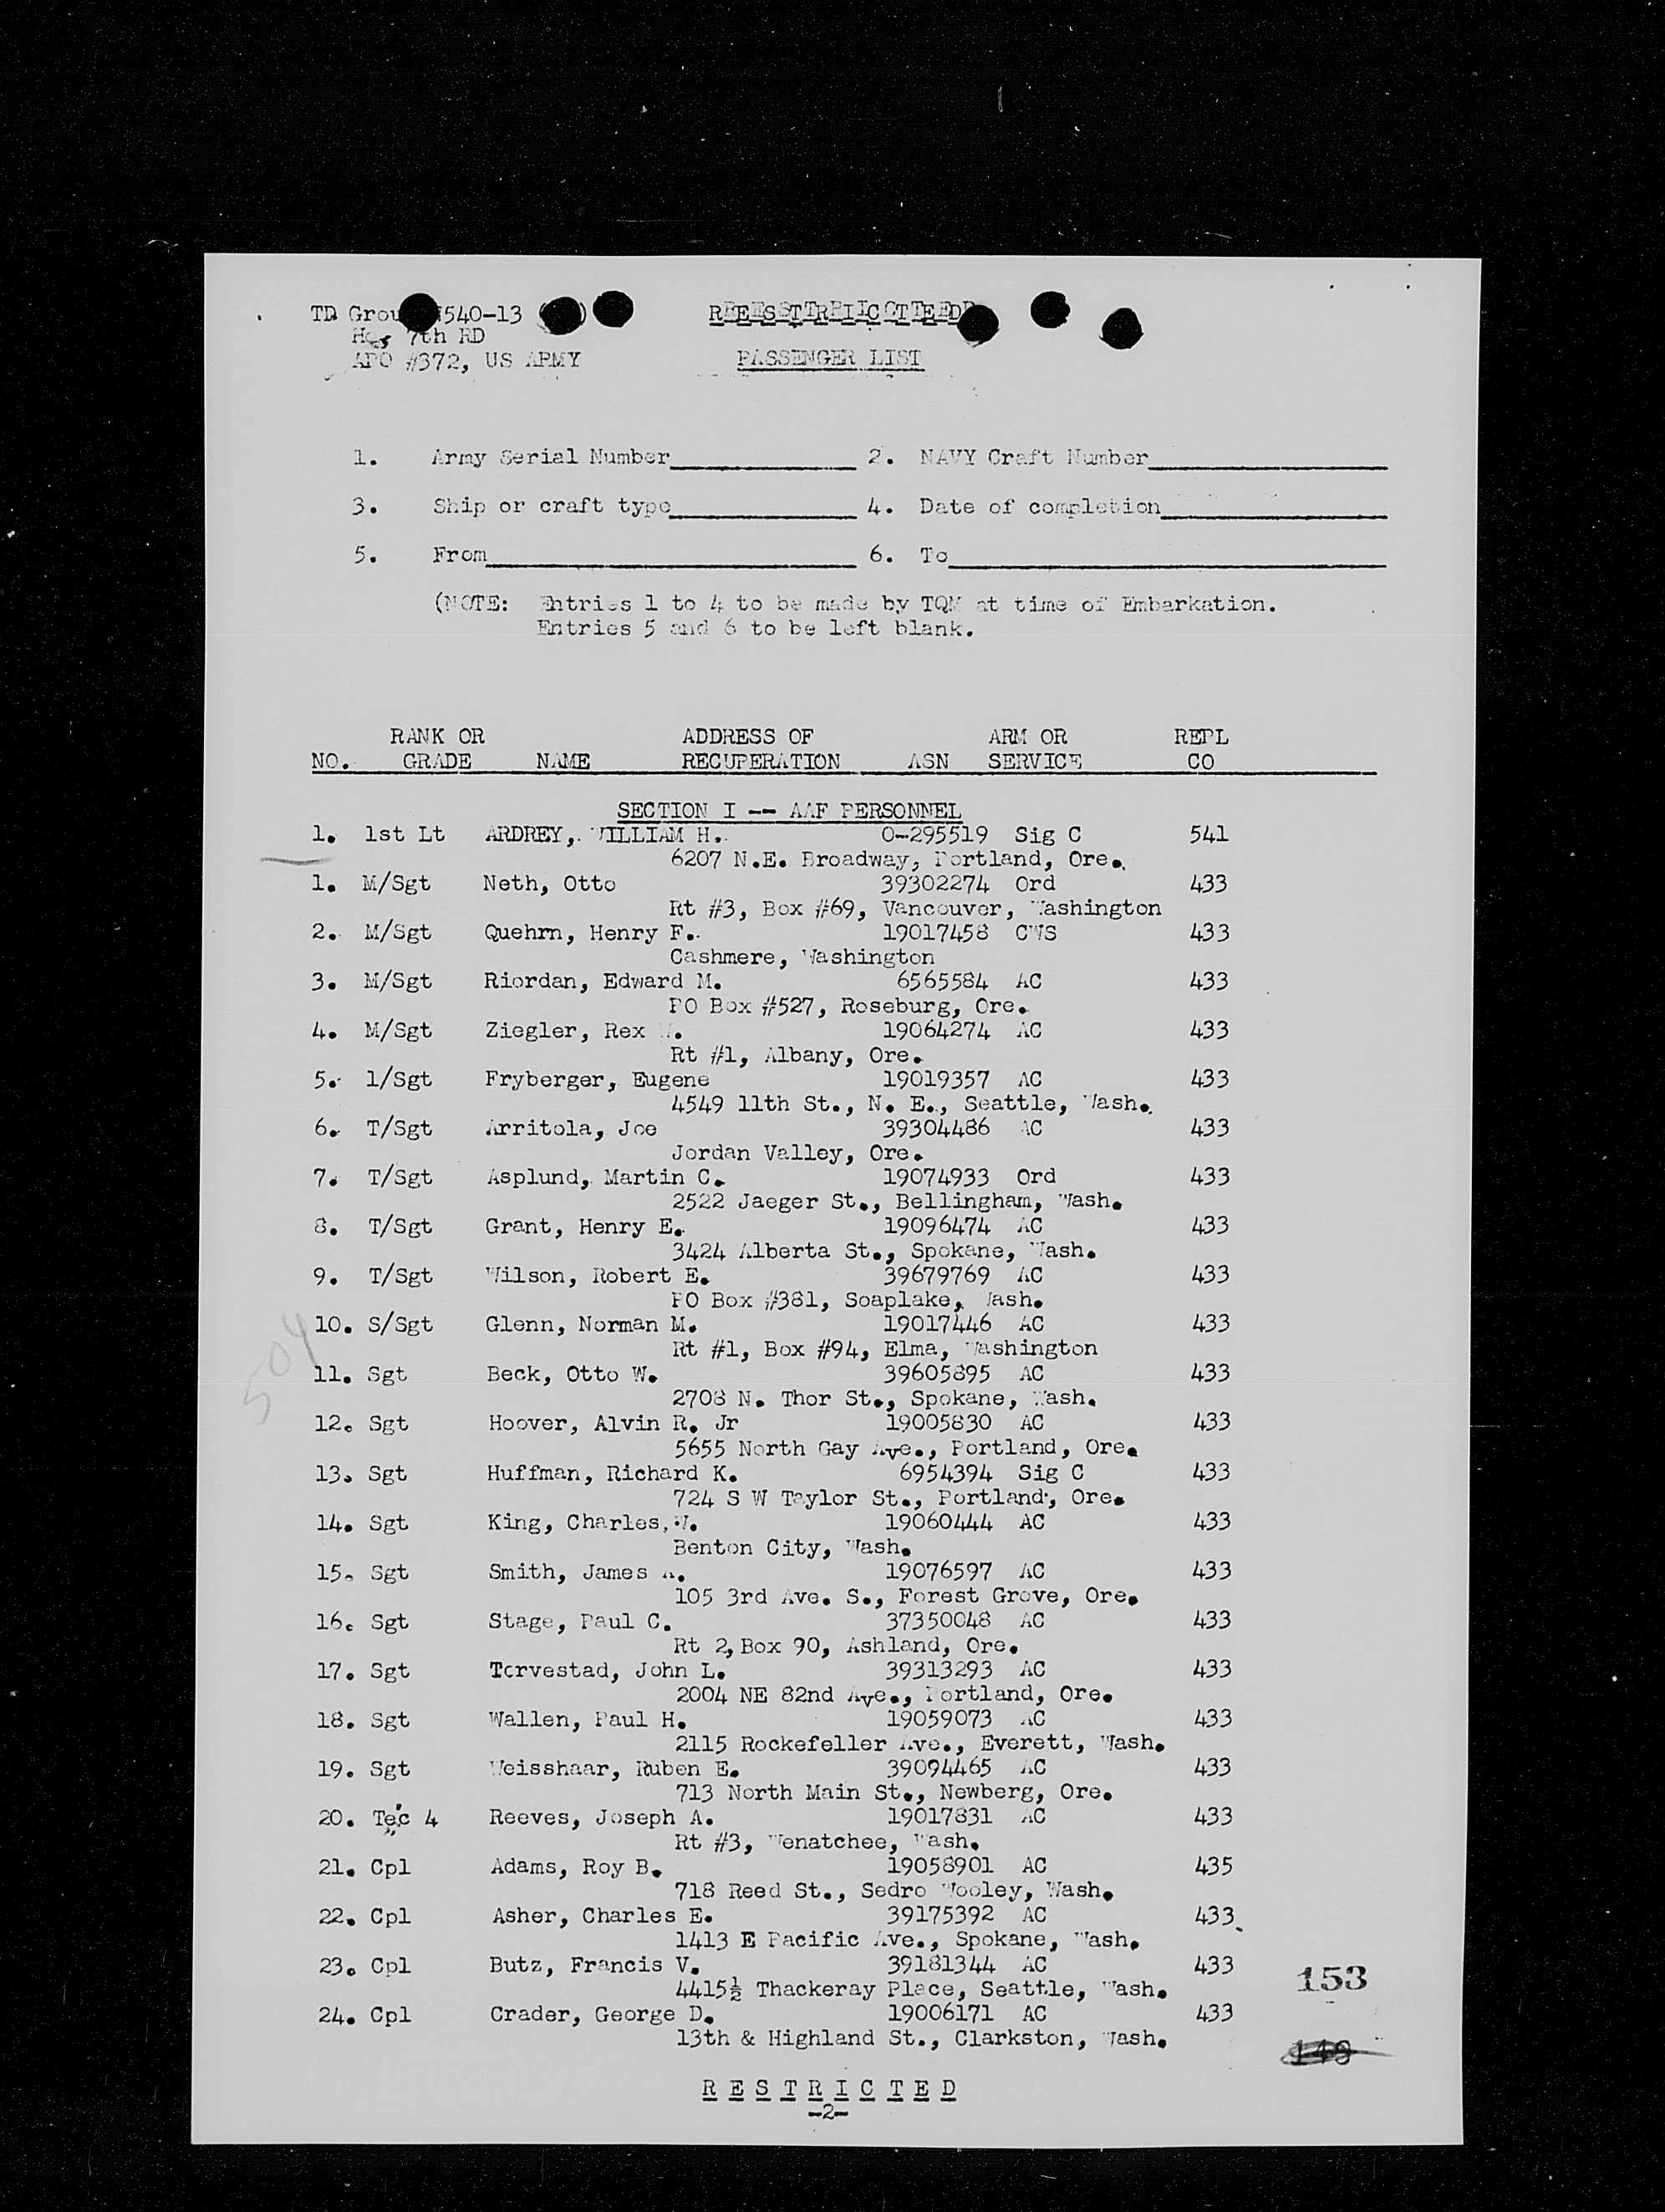 TD Grou 540-13
RESTRICTED
Hq, 7th RD
APO #372, US ARMY
PASSENGER LIST
1. Army Serial Number 2. NAVY Craft Number
3. Ship or craft type 4. Date of completion
5. From 6. To
(NOTE: Entries 1 to 4 to be made by TQM at time of Embarkation.
Entries 5 and 6 to be left blank.
RANK OR ADDRESS OF ARM OR REPL
NO. GRADE NAME RECUPERATION ASN SERVICE CO
SECTION I -- AAF PERSONNEL
1. 1st Lt ARDREY, WILLIAM H. O-295519 Sig C 541
6207 N.E. Broadway, Portland, Ore.
1. M/Sgt Neth, Otto 39302274 Ord 433
Rt #3, Box #69, Vancouver, Washington
2. M/Sgt Quehrn, Henry F. 19017458 CWS 433
Cashmere, Washington
3. M/Sgt Riordan, Edward M. 6565584 AC 433
PO Box #527, Roseburg, Ore.
4. M/Sgt Ziegler, Rex 19064274 AC 433
Rt #1, Albany, Ore.
5. 1/Sgt Fryberger, Eugene 19019357 AC 433
4549 11th St., N. E., Seattle, Wash.
6. T/Sgt Arritola, Joe 39304486 AC 433
Jordan Valley, Ore.
7. T/Sgt Asplund, Martin C. 19074933 Ord 433
2522 Jaeger St., Bellingham, Wash.
8. T/Sgt Grant, Henry E. 19096474 AC 433
3424 Alberta St., Spokane, Wash.
9. T/Sgt Wilson, Robert E. 39679769 AC 433
PO Box #381, Soaplake, Wash.
10. S/Sgt Glenn, Norman M. 19017446 AC 433
Rt #1, Box #94, Elma, Washington
504
11. Sgt Beck, Otto W. 39605895 AC 433
2708 N. Thor St., Spokane, Wash.
12. Sgt Hoover, Alvin R. Jr 19005830 AC 433
5655 North Gay Ave., Portland, Ore.
13. Sgt Huffman, Richard K. 6954394 Sig C 433
724 S W Taylor St., Portland, Ore.
14. Sgt King, Charles, W. 19060444 AC 433
Benton City, Wash.
15. Sgt Smith, James A. 19076597 AC 433
105 3rd Ave. S., Forest Grove, Ore.
16. Sgt Stage, Paul C. 37350048 AC 433
Rt 2, Box 90, Ashland, Ore.
17. Sgt Torvestad, John L. 39313293 AC 433
2004 NE 82nd Ave., Portland, Ore.
18. Sgt Wallen, Paul H. 19059073 AC 433
2115 Rockefeller Ave., Everett, Wash.
19. Sgt Weisshaar, Ruben E. 39094465 AC 433
713 North Main St., Newberg, Ore.
20. Tec 4 Reeves, Joseph A. 19017831 AC 433
Rt #3, Wenatchee, Wash.
21. Cpl Adams, Roy B. 19058901 AC 435
718 Reed St., Sedro Wooley, Wash.
22. Cpl Asher, Charles E. 39175392 AC 433
1413 E Pacific Ave., Spokane, Wash.
23. Cpl Butz, Francis V. 39181344 AC 433
4415½ Thackeray Place, Seattle, Wash.
153
24. Cpl Crader, George D. 19006171 AC 433
13th & Highland St., Clarkston, Wash.
RESTRICTED
-2-